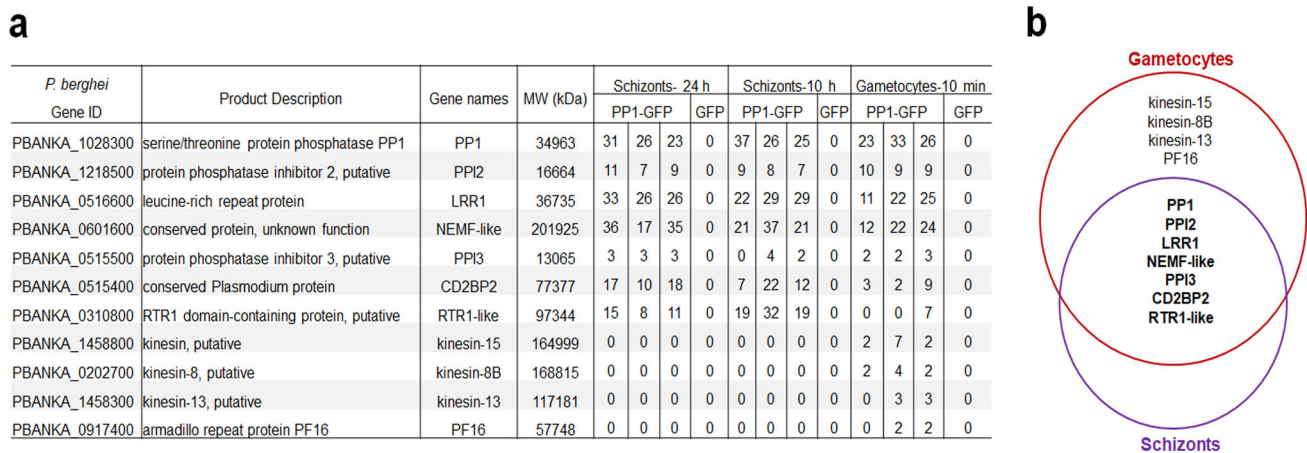 a
P. berghei Gene ID | Product Description | Gene names | MW (kDa) | Schizonts- 24 h | Schizonts-10 h | Gametocytes-10 min
PP1-GFP | GFP | PP1-GFP | GFP | PP1-GFP | GFP
PBANKA_1028300 | serine/threonine protein phosphatase PP1 | PP1 | 34963 | 31 | 26 | 23 | 0 | 37 | 26 | 25 | 0 | 23 | 33 | 26 | 0
PBANKA_1218500 | protein phosphatase inhibitor 2, putative | PPI2 | 16664 | 11 | 7 | 9 | 0 | 9 | 8 | 7 | 0 | 10 | 9 | 9 | 0
PBANKA_0516600 | leucine-rich repeat protein | LRR1 | 36735 | 33 | 26 | 26 | 0 | 22 | 29 | 29 | 0 | 11 | 22 | 25 | 0
PBANKA_0601600 | conserved protein, unknown function | NEMF-like | 201925 | 36 | 17 | 35 | 0 | 21 | 37 | 21 | 0 | 12 | 22 | 24 | 0
PBANKA_0515500 | protein phosphatase inhibitor 3, putative | PPI3 | 13065 | 3 | 3 | 3 | 0 | 0 | 4 | 2 | 0 | 2 | 2 | 3 | 0
PBANKA_0515400 | conserved Plasmodium protein | CD2BP2 | 77377 | 17 | 10 | 18 | 0 | 7 | 22 | 12 | 0 | 3 | 2 | 9 | 0
PBANKA_0310800 | RTR1 domain-containing protein, putative | RTR1-like | 97344 | 15 | 8 | 11 | 0 | 19 | 32 | 19 | 0 | 0 | 0 | 7 | 0
PBANKA_1458800 | kinesin, putative | kinesin-15 | 164999 | 0 | 0 | 0 | 0 | 0 | 0 | 0 | 0 | 2 | 7 | 2 | 0
PBANKA_0202700 | kinesin-8, putative | kinesin-8B | 168815 | 0 | 0 | 0 | 0 | 0 | 0 | 0 | 0 | 2 | 4 | 2 | 0
PBANKA_1458300 | kinesin-13, putative | kinesin-13 | 117181 | 0 | 0 | 0 | 0 | 0 | 0 | 0 | 0 | 0 | 3 | 3 | 0
PBANKA_0917400 | armadillo repeat protein PF16 | PF16 | 57748 | 0 | 0 | 0 | 0 | 0 | 0 | 0 | 0 | 0 | 2 | 2 | 0
b
Gametocytes
kinesin-15
kinesin-8B
kinesin-13
PF16
PP1
PPI2
LRR1
NEMF-like
PPI3
CD2BP2
RTR1-like
Schizonts